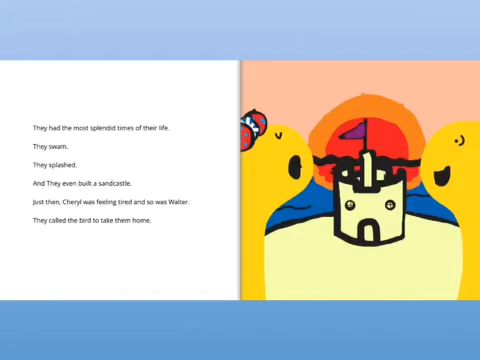 They had the most splendid times of their life.
They swam.
They splashed.
And They even built a sandcastle.
Just then, Cheryl was feeling tired and so was Walter.
They called the bird to take them home.